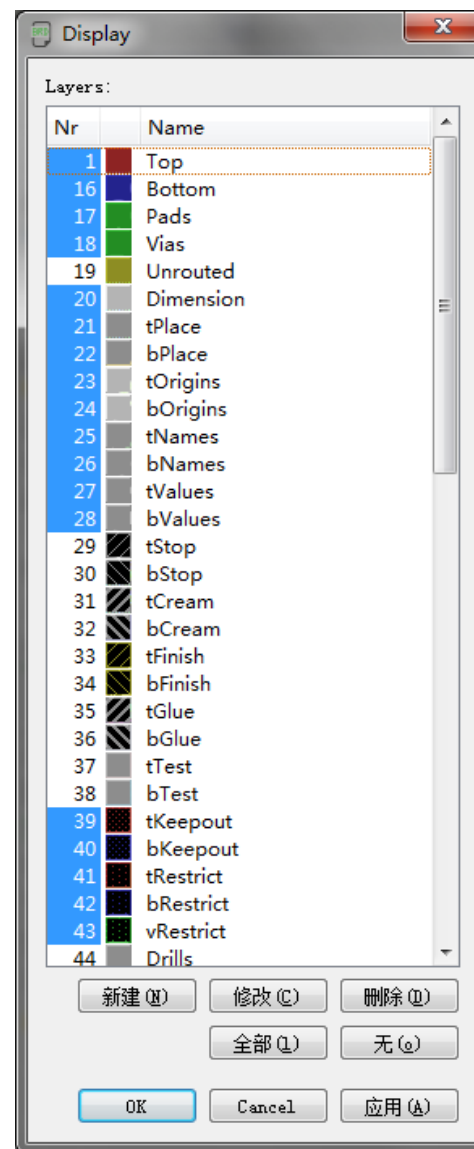 Display
Layers:
Nr Name
1 Top
16 Bottom
17 Pads
18 Vias
19 Unrouted
20 Dimension
21 tPlace
22 bPlace
23 tOrigins
24 bOrigins
25 tNames
26 bNames
27 tValues
28 bValues
29 tStop
30 bStop
31 tCream
32 bCream
33 tFinish
34 bFinish
35 tGlue
36 bGlue
37 tTest
38 bTest
39 tKeepout
40 bKeepout
41 tRestrict
42 bRestrict
43 vRestrict
44 Drills
新建(N) 修改(C) 删除(D)
全部(l) 无(o)
OK Cancel 应用(A)